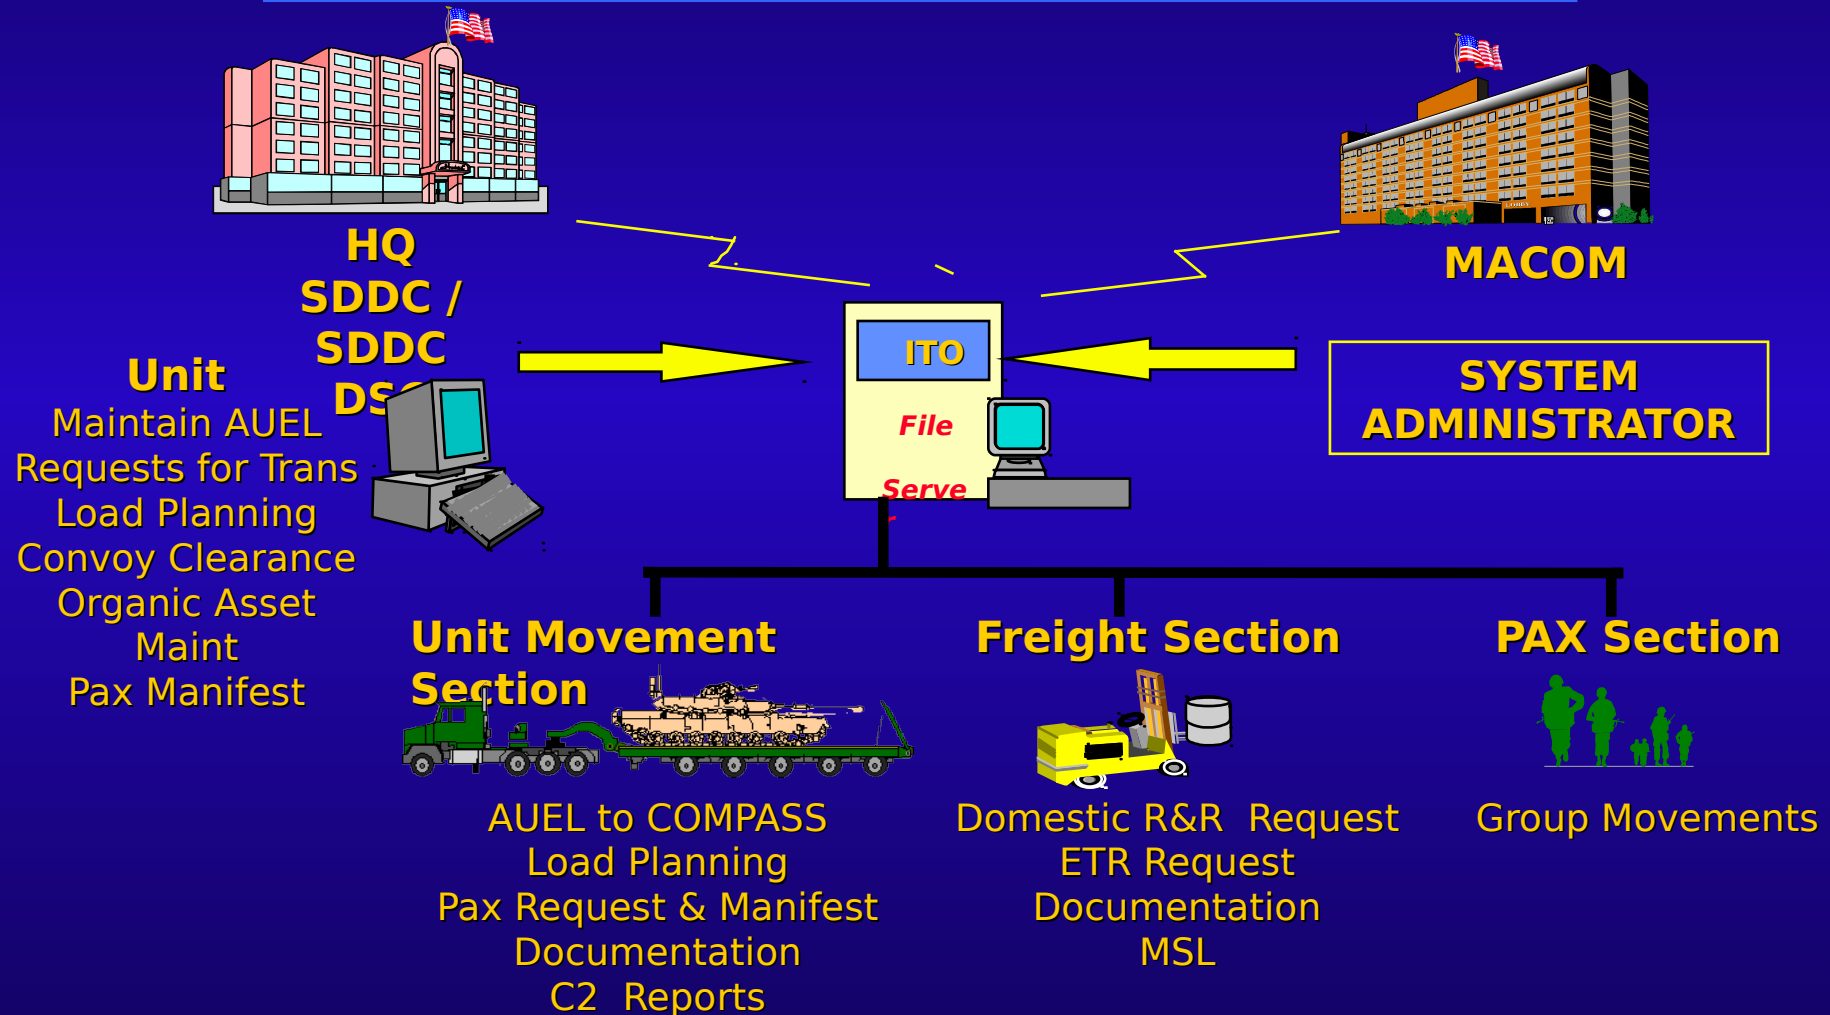 HQ
SDDC /
SDDC
MACOM
ITO
File
Serve
SYSTEM
ADMINISTRATOR
Unit
Maintain AUEL
Requests for Trans
Load Planning
Convoy Clearance
Organic Asset
Maint
Pax Manifest
Unit Movement
Section
AUEL to COMPASS
Load Planning
Pax Request & Manifest
Documentation
C2  Reports
Freight Section
Domestic R&R  Request
ETR Request
Documentation
MSL
PAX Section
Group Movements